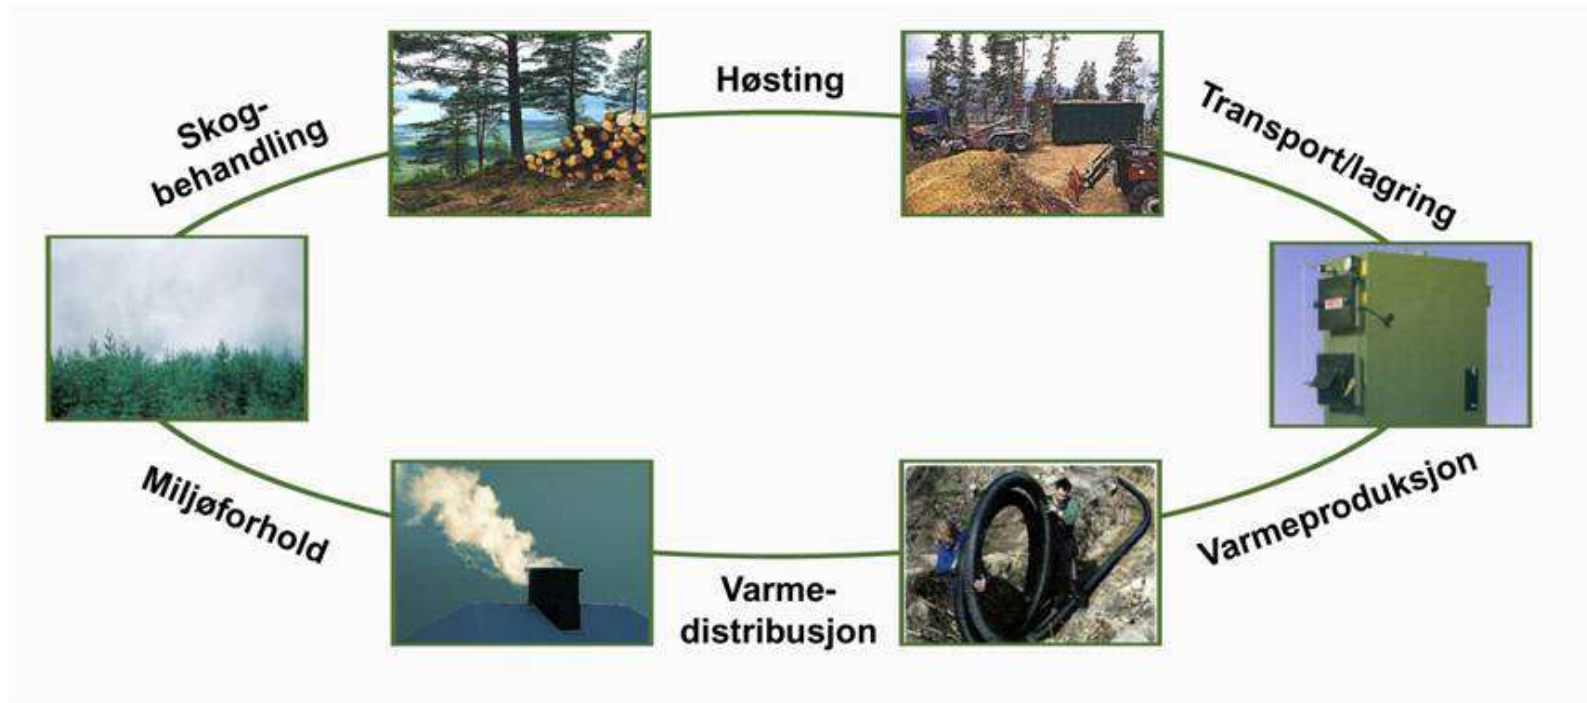 Skog-
behandling
Høsting
Transport/lagring
Varmeproduksjon
Varme-
distribusjon
Miljøforhold